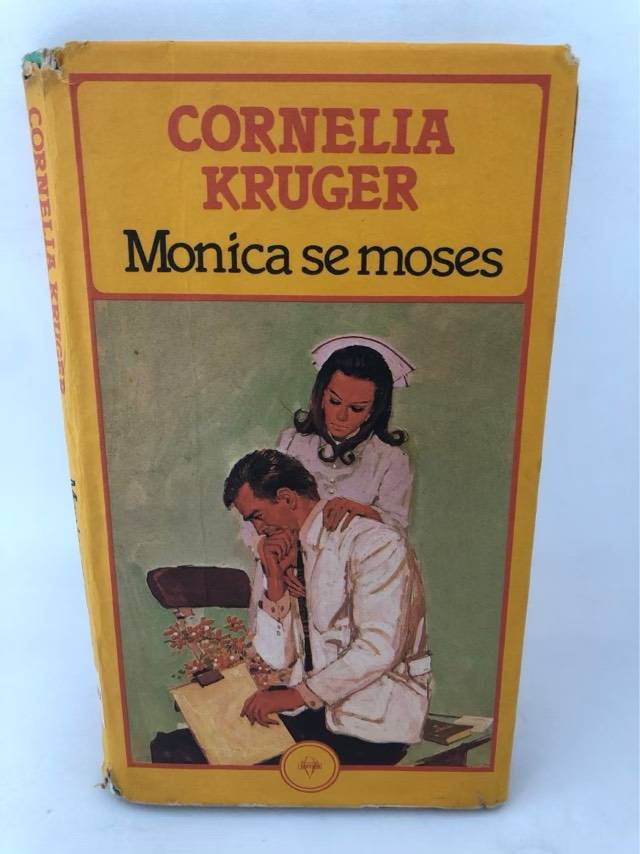 CORNELIA
KRUGER
Monica se moses
CORNELIA KRUGER